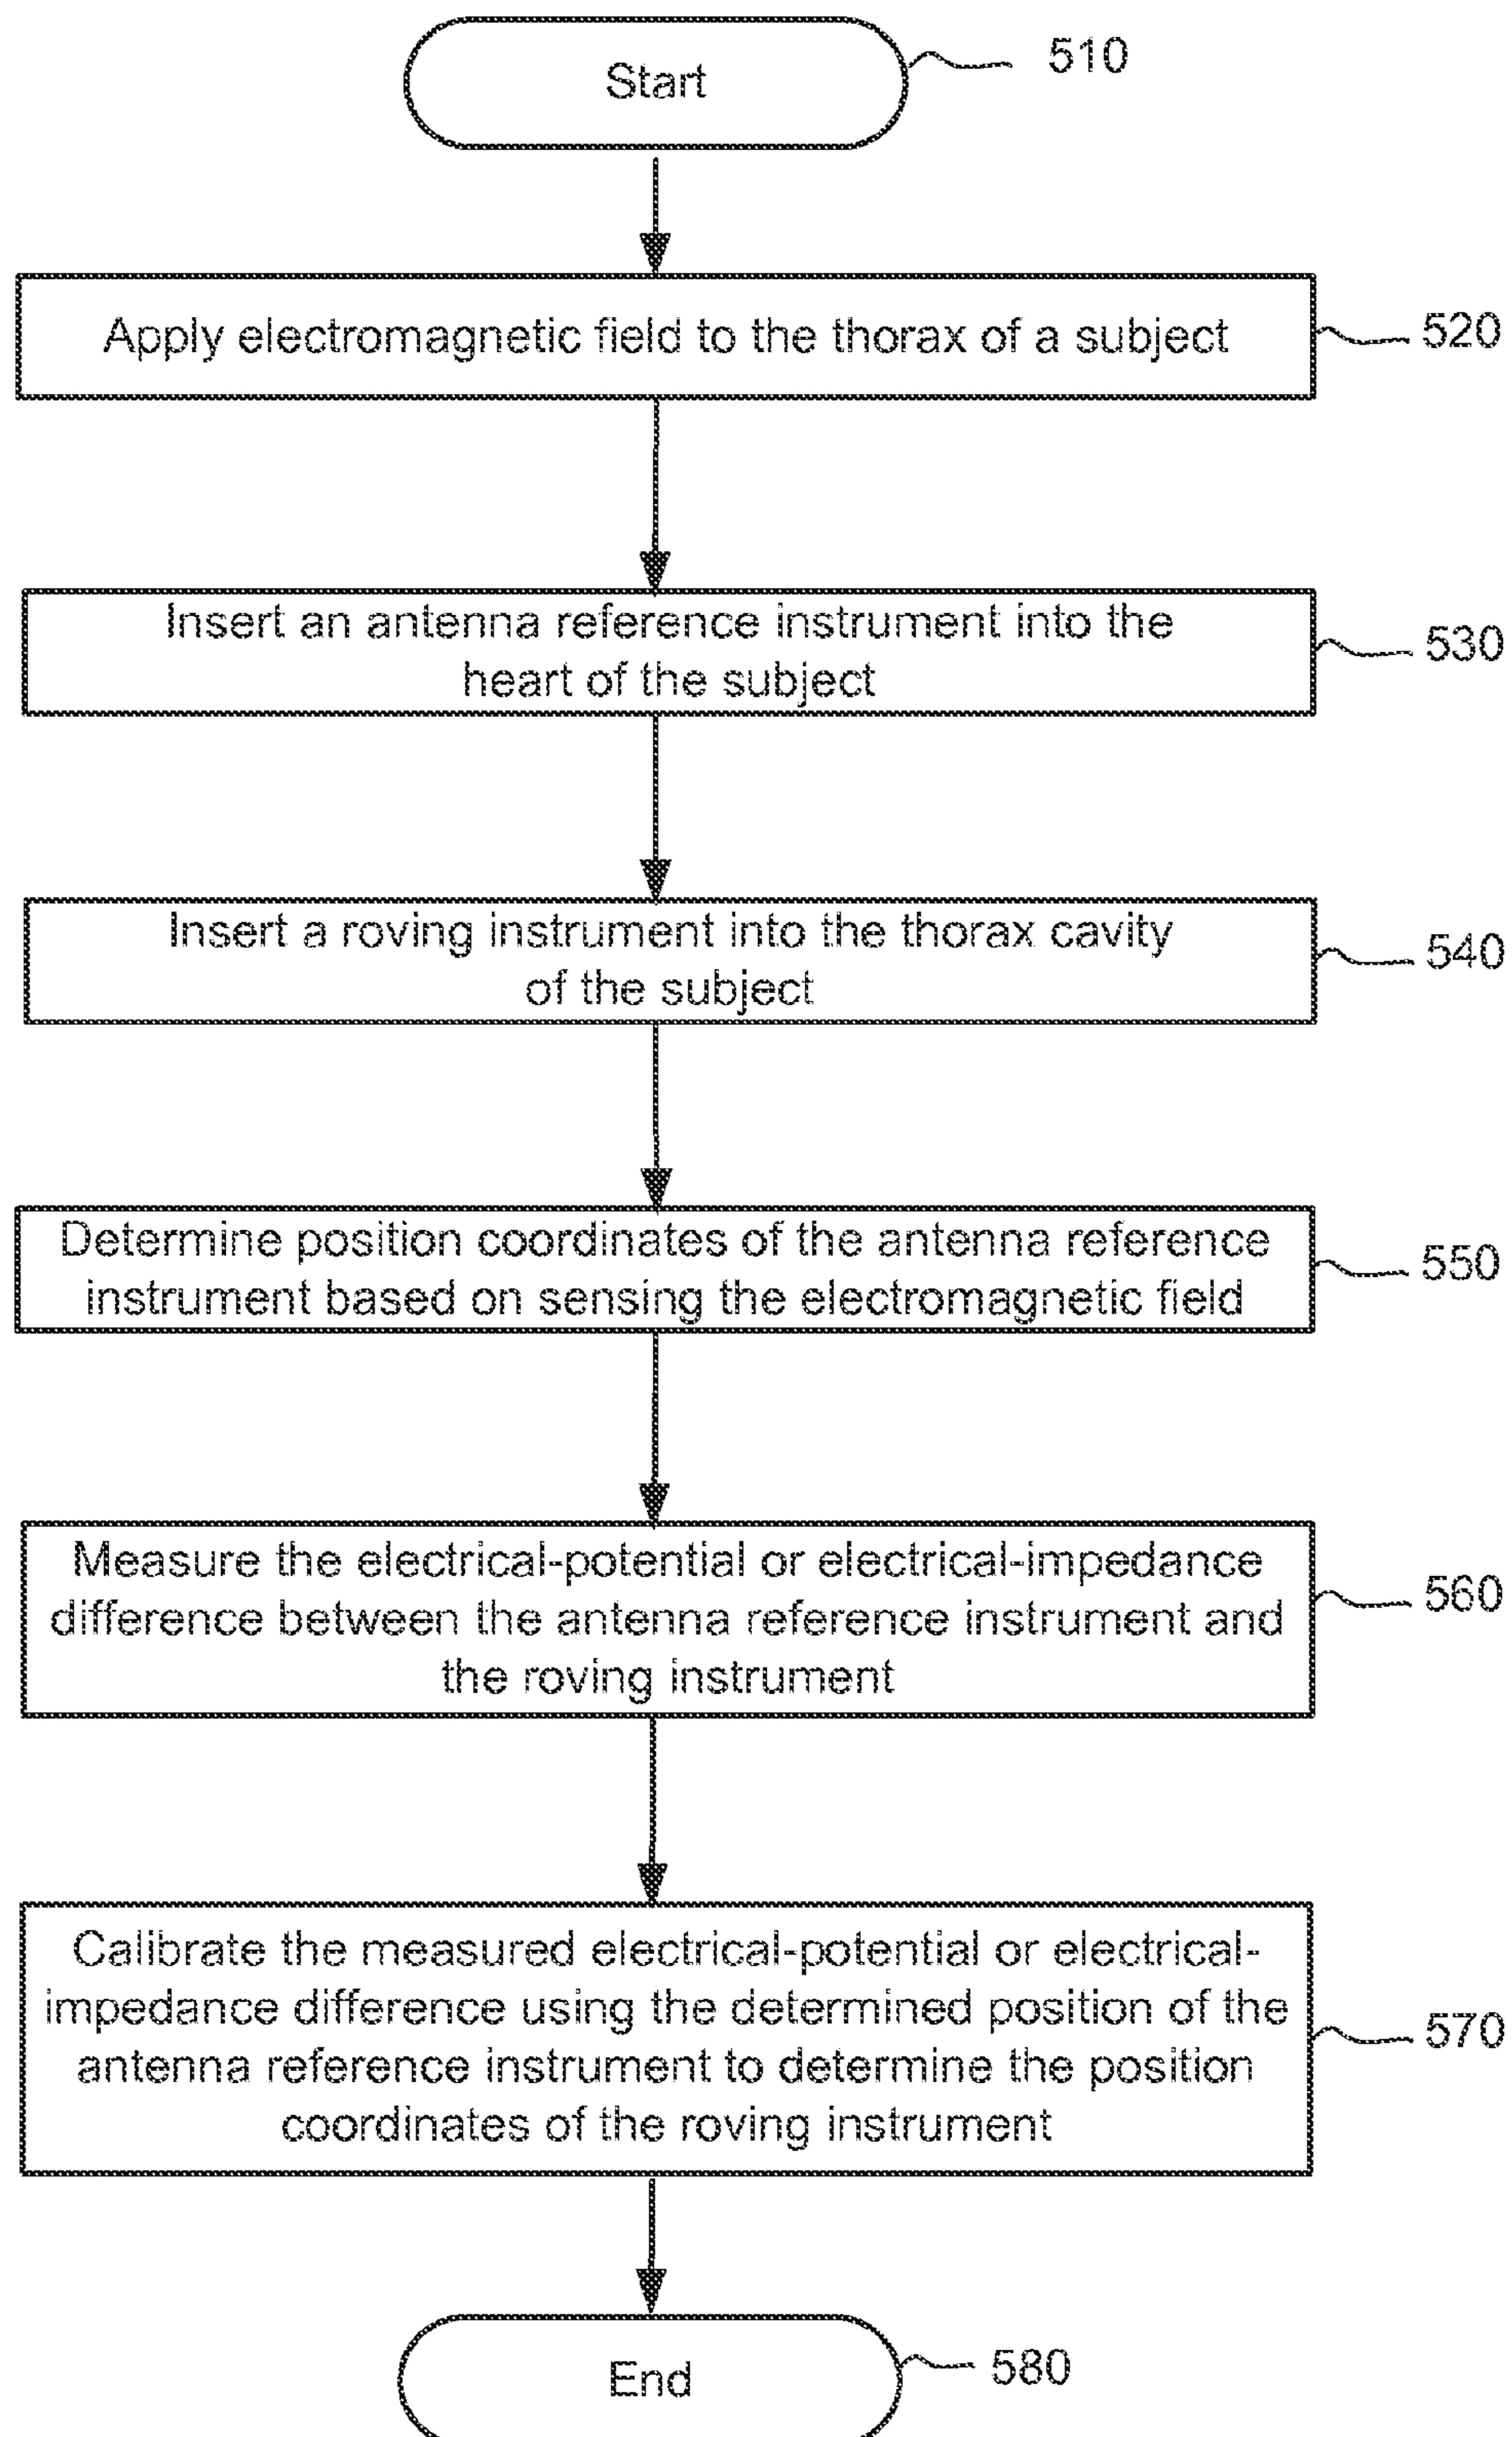 Start
510
Apply electromagnetic field to the thorax of a subject
520
Insert an antenna reference instrument into the
heart of the subject
530
Insert a roving instrument into the thorax cavity
of the subject
540
Determine position coordinates of the antenna reference
instrument based on sensing the electromagnetic field
550
Measure the electrical-potential or electrical-impedance
difference between the antenna reference instrument and
the roving instrument
560
Calibrate the measured electrical-potential or electrical-
impedance difference using the determined position of the
antenna reference instrument to determine the position
coordinates of the roving instrument
570
End
580